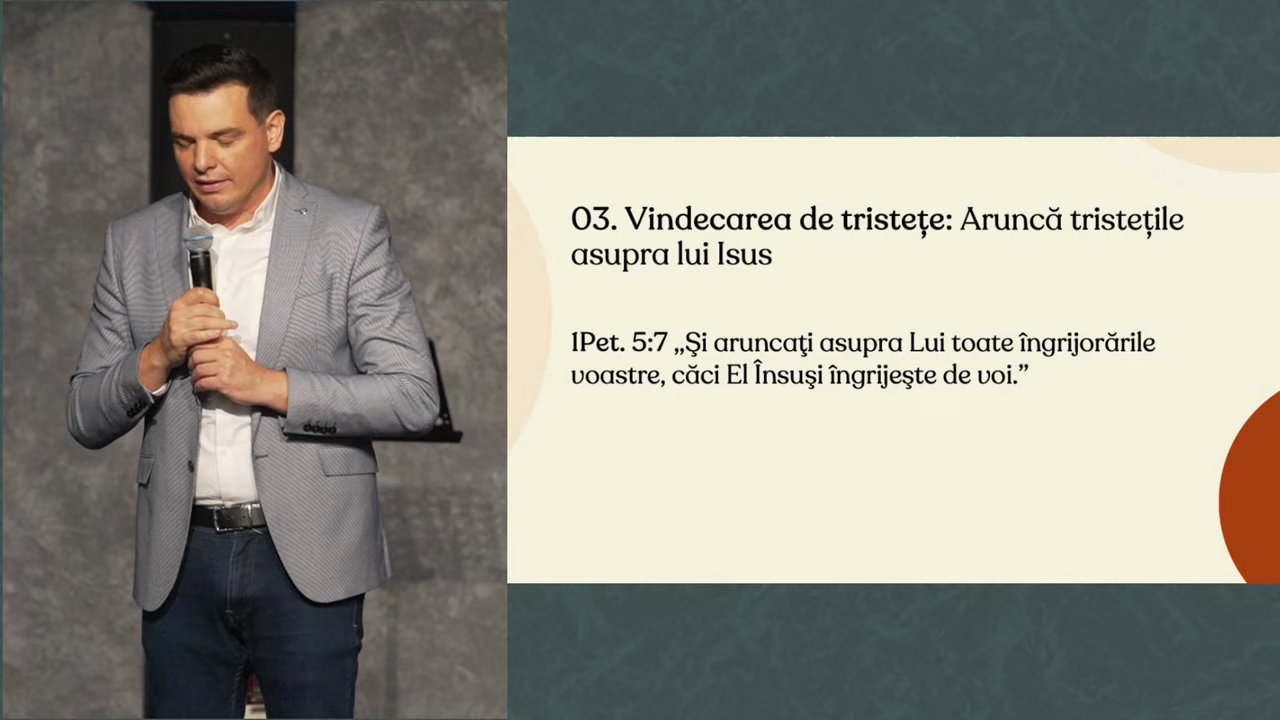 03. Vindecarea de tristețe: Aruncă tristețile
asupra lui Isus
1Pet. 5:7 „Şi aruncaţi asupra Lui toate îngrijorările
voastre, căci El Însuşi îngrijeşte de voi.”